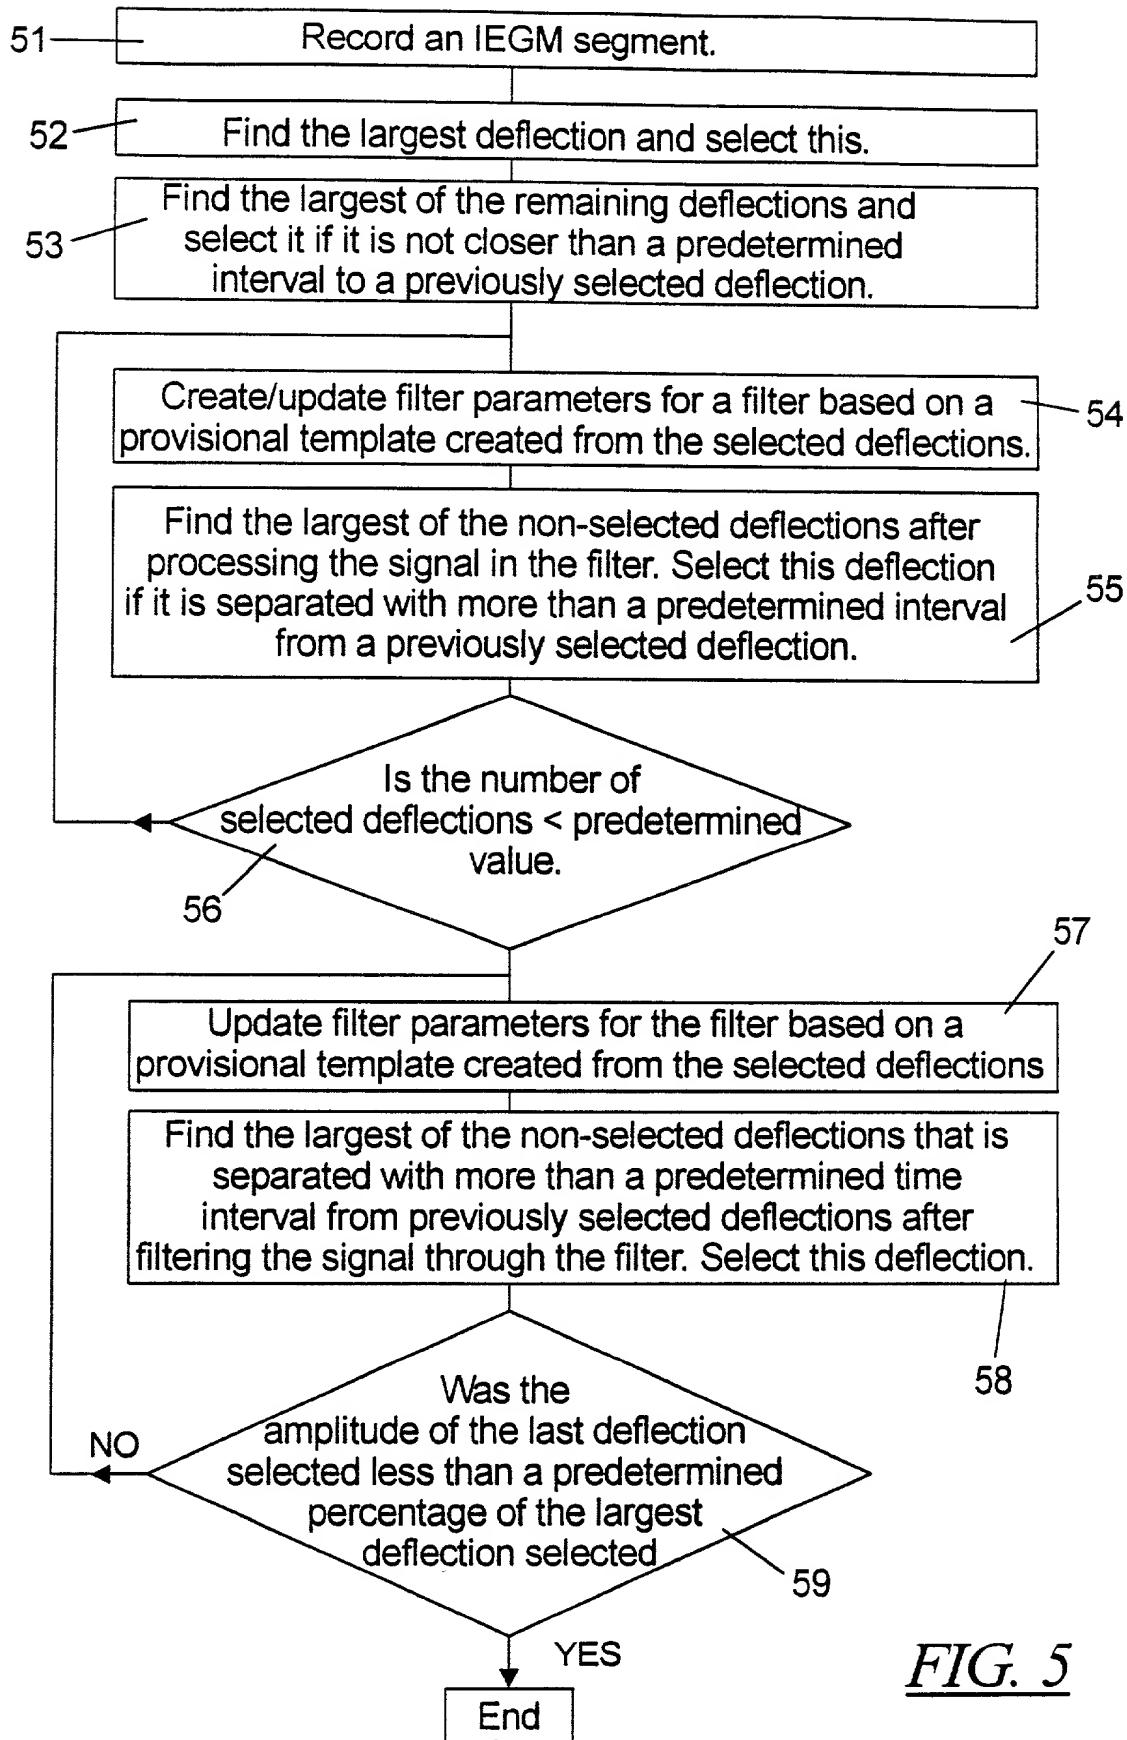 51
Record an IEGM segment.
52
Find the largest deflection and select this.
53
Find the largest of the remaining deflections and
select it if it is not closer than a predetermined
interval to a previously selected deflection.
Create/update filter parameters for a filter based on a
provisional template created from the selected deflections.
54
Find the largest of the non-selected deflections after
processing the signal in the filter. Select this deflection
if it is separated with more than a predetermined interval
from a previously selected deflection.
55
Is the number of
selected deflections < predetermined
value.
56
57
Update filter parameters for the filter based on a
provisional template created from the selected deflections
Find the largest of the non-selected deflections that is
separated with more than a predetermined time
interval from previously selected deflections after
filtering the signal through the filter. Select this deflection.
58
Was the
amplitude of the last deflection
selected less than a predetermined
percentage of the largest
deflection selected
NO
59
YES
End
FIG. 5